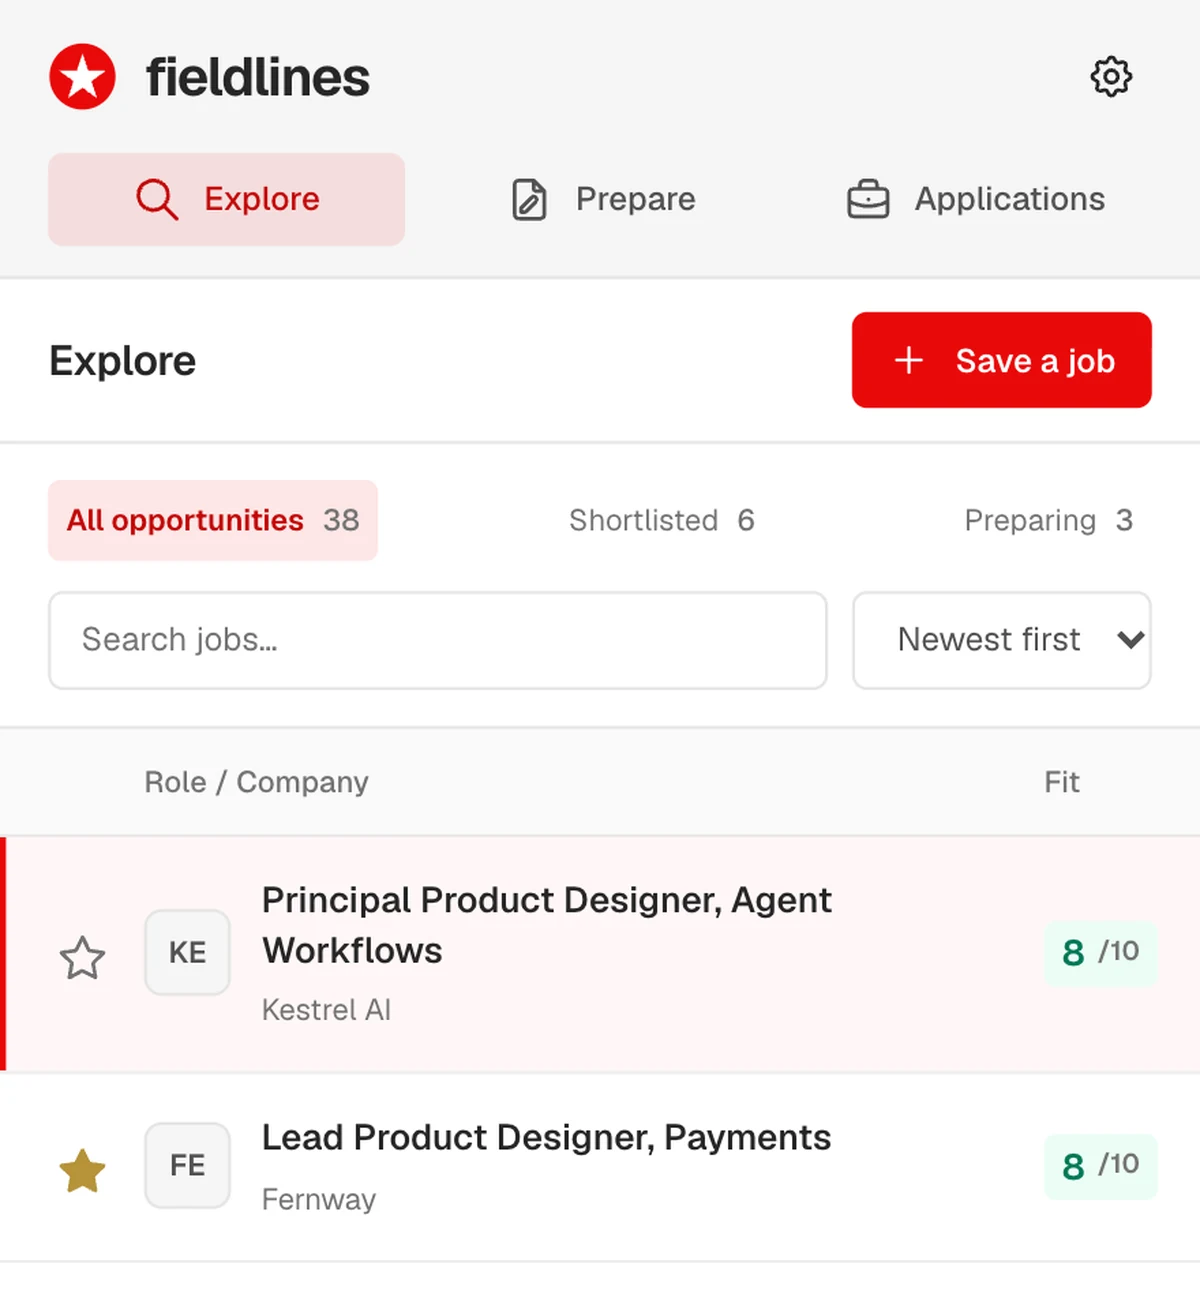 fieldlines
Explore Prepare Applications
Explore + Save a job
All opportunities 38 Shortlisted 6 Preparing 3
Search jobs... Newest first
Role / Company Fit
Principal Product Designer, Agent
Workflows
KE 8 /10
Kestrel AI
Lead Product Designer, Payments
FE 8 /10
Fernway